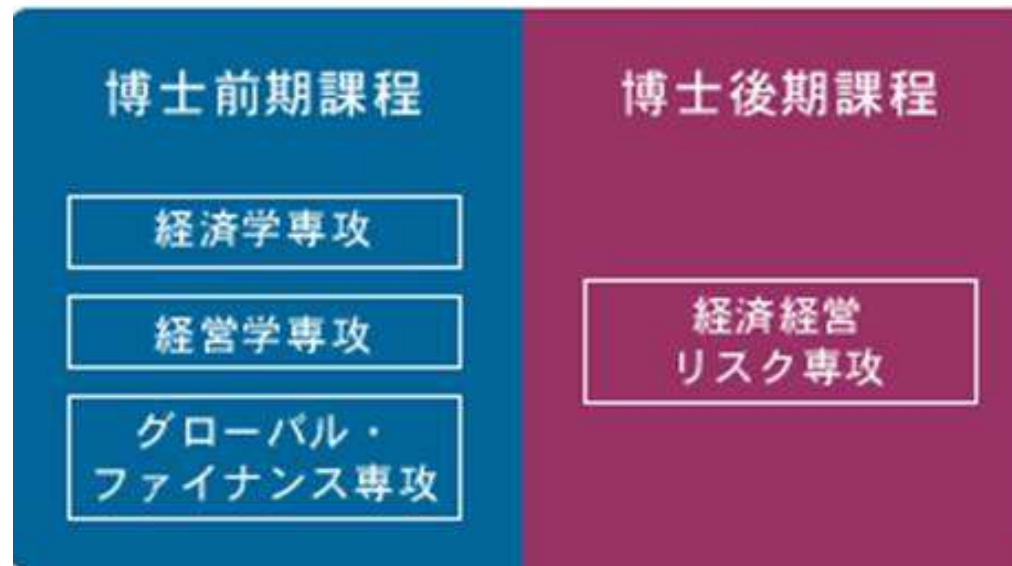 博士前期課程
経済学専攻
経営学専攻
グローバル・
ファイナンス専攻
博士後期課程
経済経営
リスク専攻